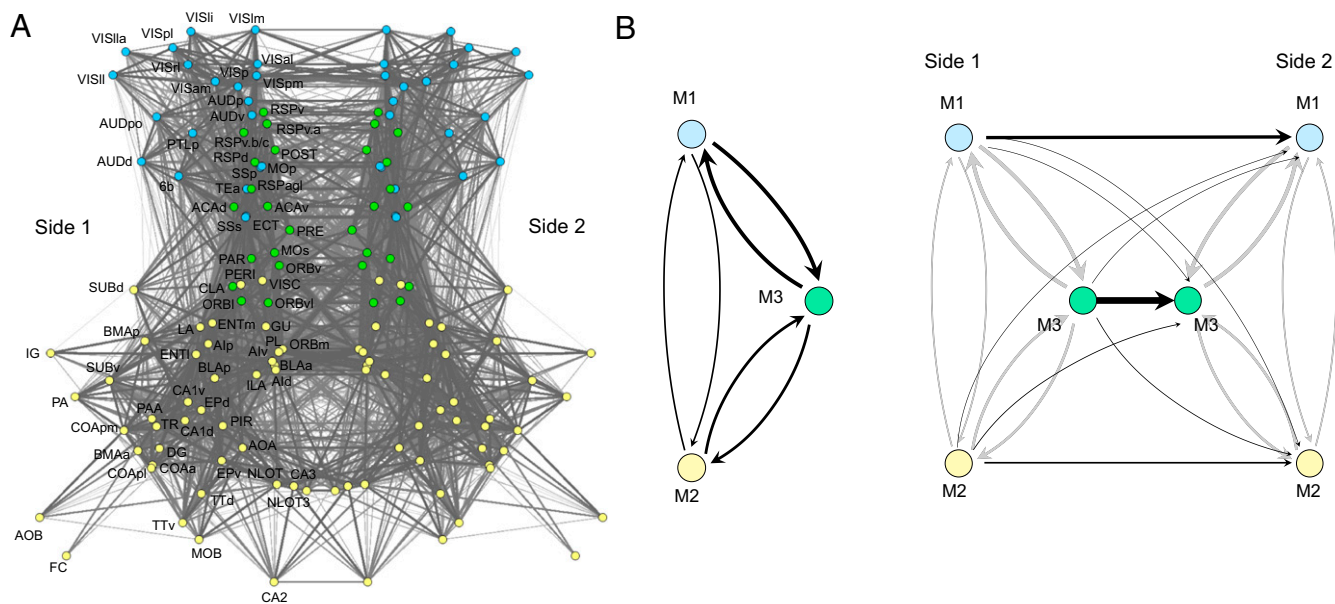 A
VISli
VISlm
VISpl
VISlla
VISrl
VISal
VISll
VISp
VISam
VISpm
AUDp
RSPv
AUDpo
AUDv
RSPv.a
PTLp
RSPv.b/c
POST
AUDd
RSPd
MOp
SSp
6b
TEa
RSPagl
ACAd
ACAv
Side 1
SSs
ECT
PRE
Side 2
MOs
PAR
ORBv
PERI
VISC
SUBd
CLA
ORBl
ORBvl
BMAp
LA
ENTm
GU
IG
AIp
PL
ORBm
ENTl
AIv
SUBv
BLAp
BLAa
ILA
AId
PA
CA1v
EPd
PAA
TR
PIR
COApm
CA1d
BMAa
DG
AOA
COApl
COAa
EPv
NLOT
CA3
TTd
NLOT3
AOB
TTv
MOB
FC
CA2
B
M1
M3
M2
Side 1
Side 2
M1
M1
M3
M3
M2
M2